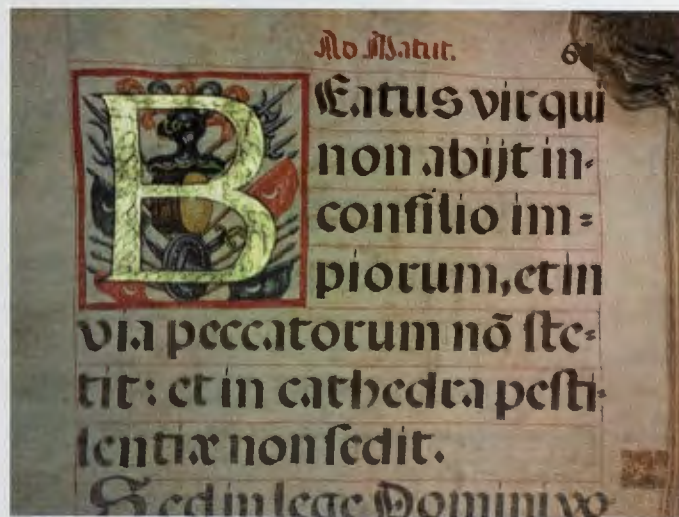 Ad Matut.
BEatus vir qui
non abijt in-
consilio im=
piorum, et in
via peccatorum nõ ste=
tit: et in cathedra pesti-
lentiæ non sedit.
Sed in lege Domini vo-